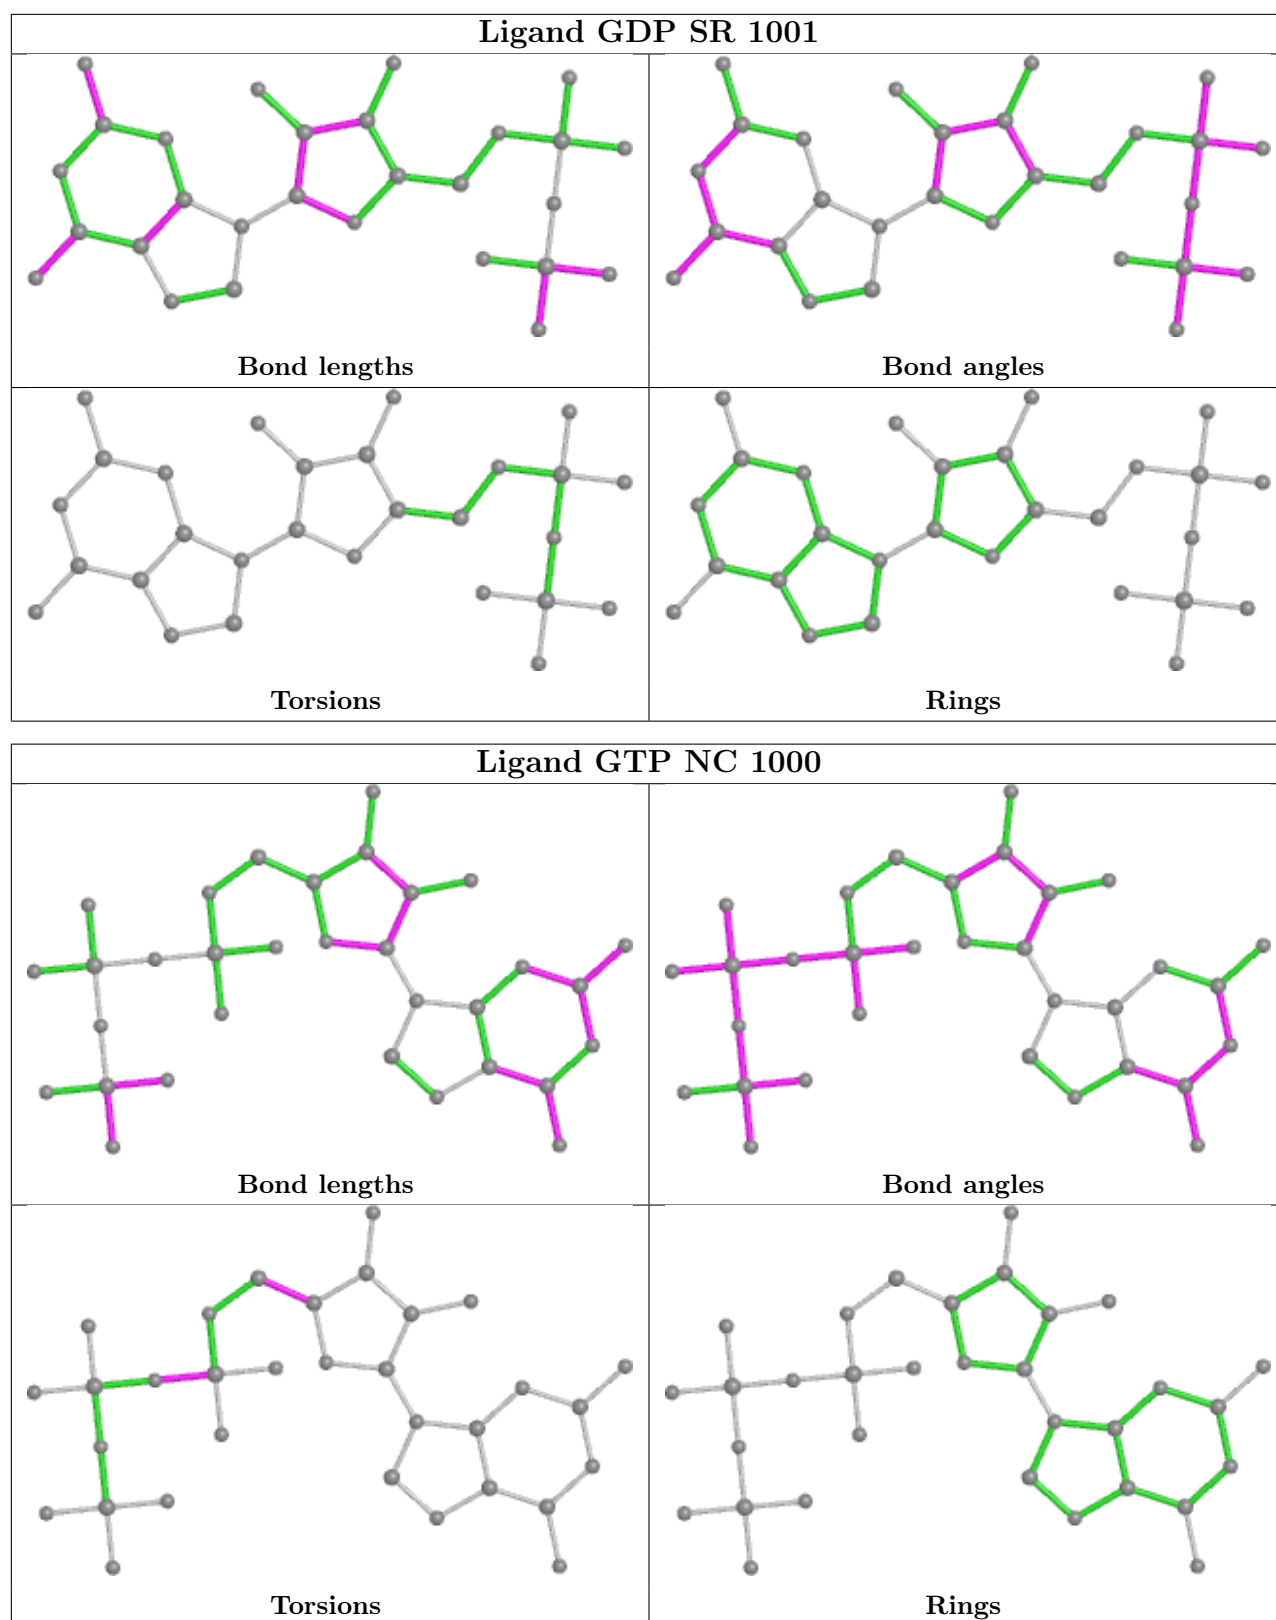 Ligand GDP SR 1001
Bond lengths
Bond angles
Torsions
Rings
Ligand GTP NC 1000
Bond lengths
Bond angles
Torsions
Rings